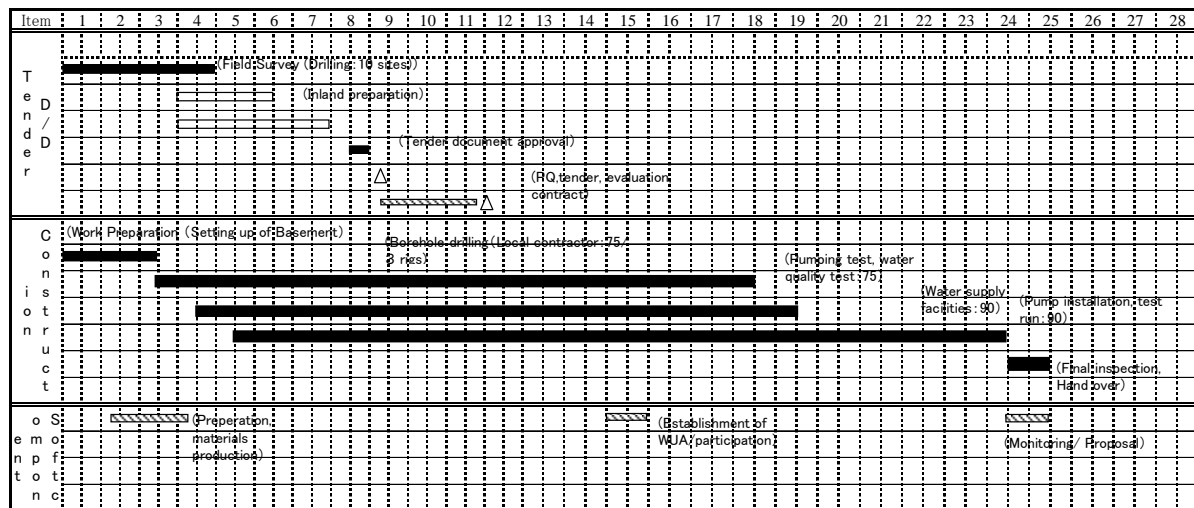 Item 1 2 3 4 5 6 7 8 9 10 11 12 13 14 15 16 17 18 19 20 21 22 23 24 25 26 27 28
Tender
D/D
(Field Survey (Drilling:10 sites))
(Inland preparation)
(Tender document approval)
(RQ,tender, evaluation
contract)
Construction
(Work Preparation (Setting up of Basement)
(Borehole drilling(Local contractor:75/
3 rigs)
(Pumping test, water
quality test:75)
(Water supply
facilities:90)
(Pump installation, test
run:90)
(Final inspection,
Hand over)
Soft
Component
(Preperation,
materials
production)
(Establishment of
WUA/participation)
(Monitoring/ Proposal)